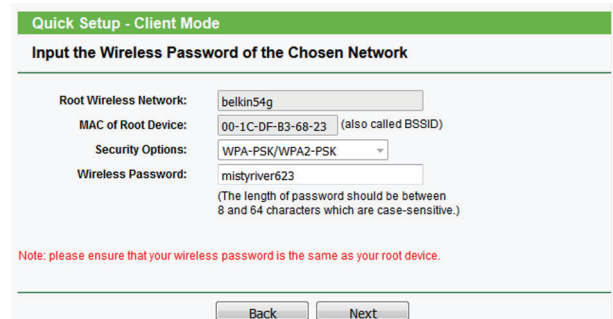 Quick Setup - Client Mode
Input the Wireless Password of the Chosen Network
Root Wireless Network: belkin54g
MAC of Root Device: 00-1C-DF-B3-68-23 (also called BSSID)
Security Options: WPA-PSK/WPA2-PSK
Wireless Password: mistyriver623
(The length of password should be between
8 and 64 characters which are case-sensitive.)
Note: please ensure that your wireless password is the same as your root device.
Back Next